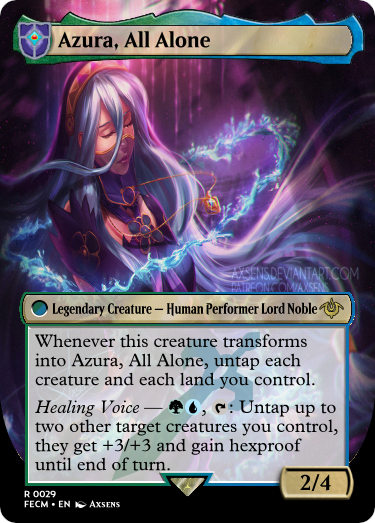 Azura, All Alone
AXSENS.DEVIANTART.COM
PATREON.COM/AXSENS
Legendary Creature — Human Performer Lord Noble
Whenever this creature transforms
into Azura, All Alone, untap each
creature and each land you control.
Healing Voice — , : Untap up to
two other target creatures you control,
they get +3/+3 and gain hexproof
until end of turn.
2/4
R 0029
FECM • EN Axsens